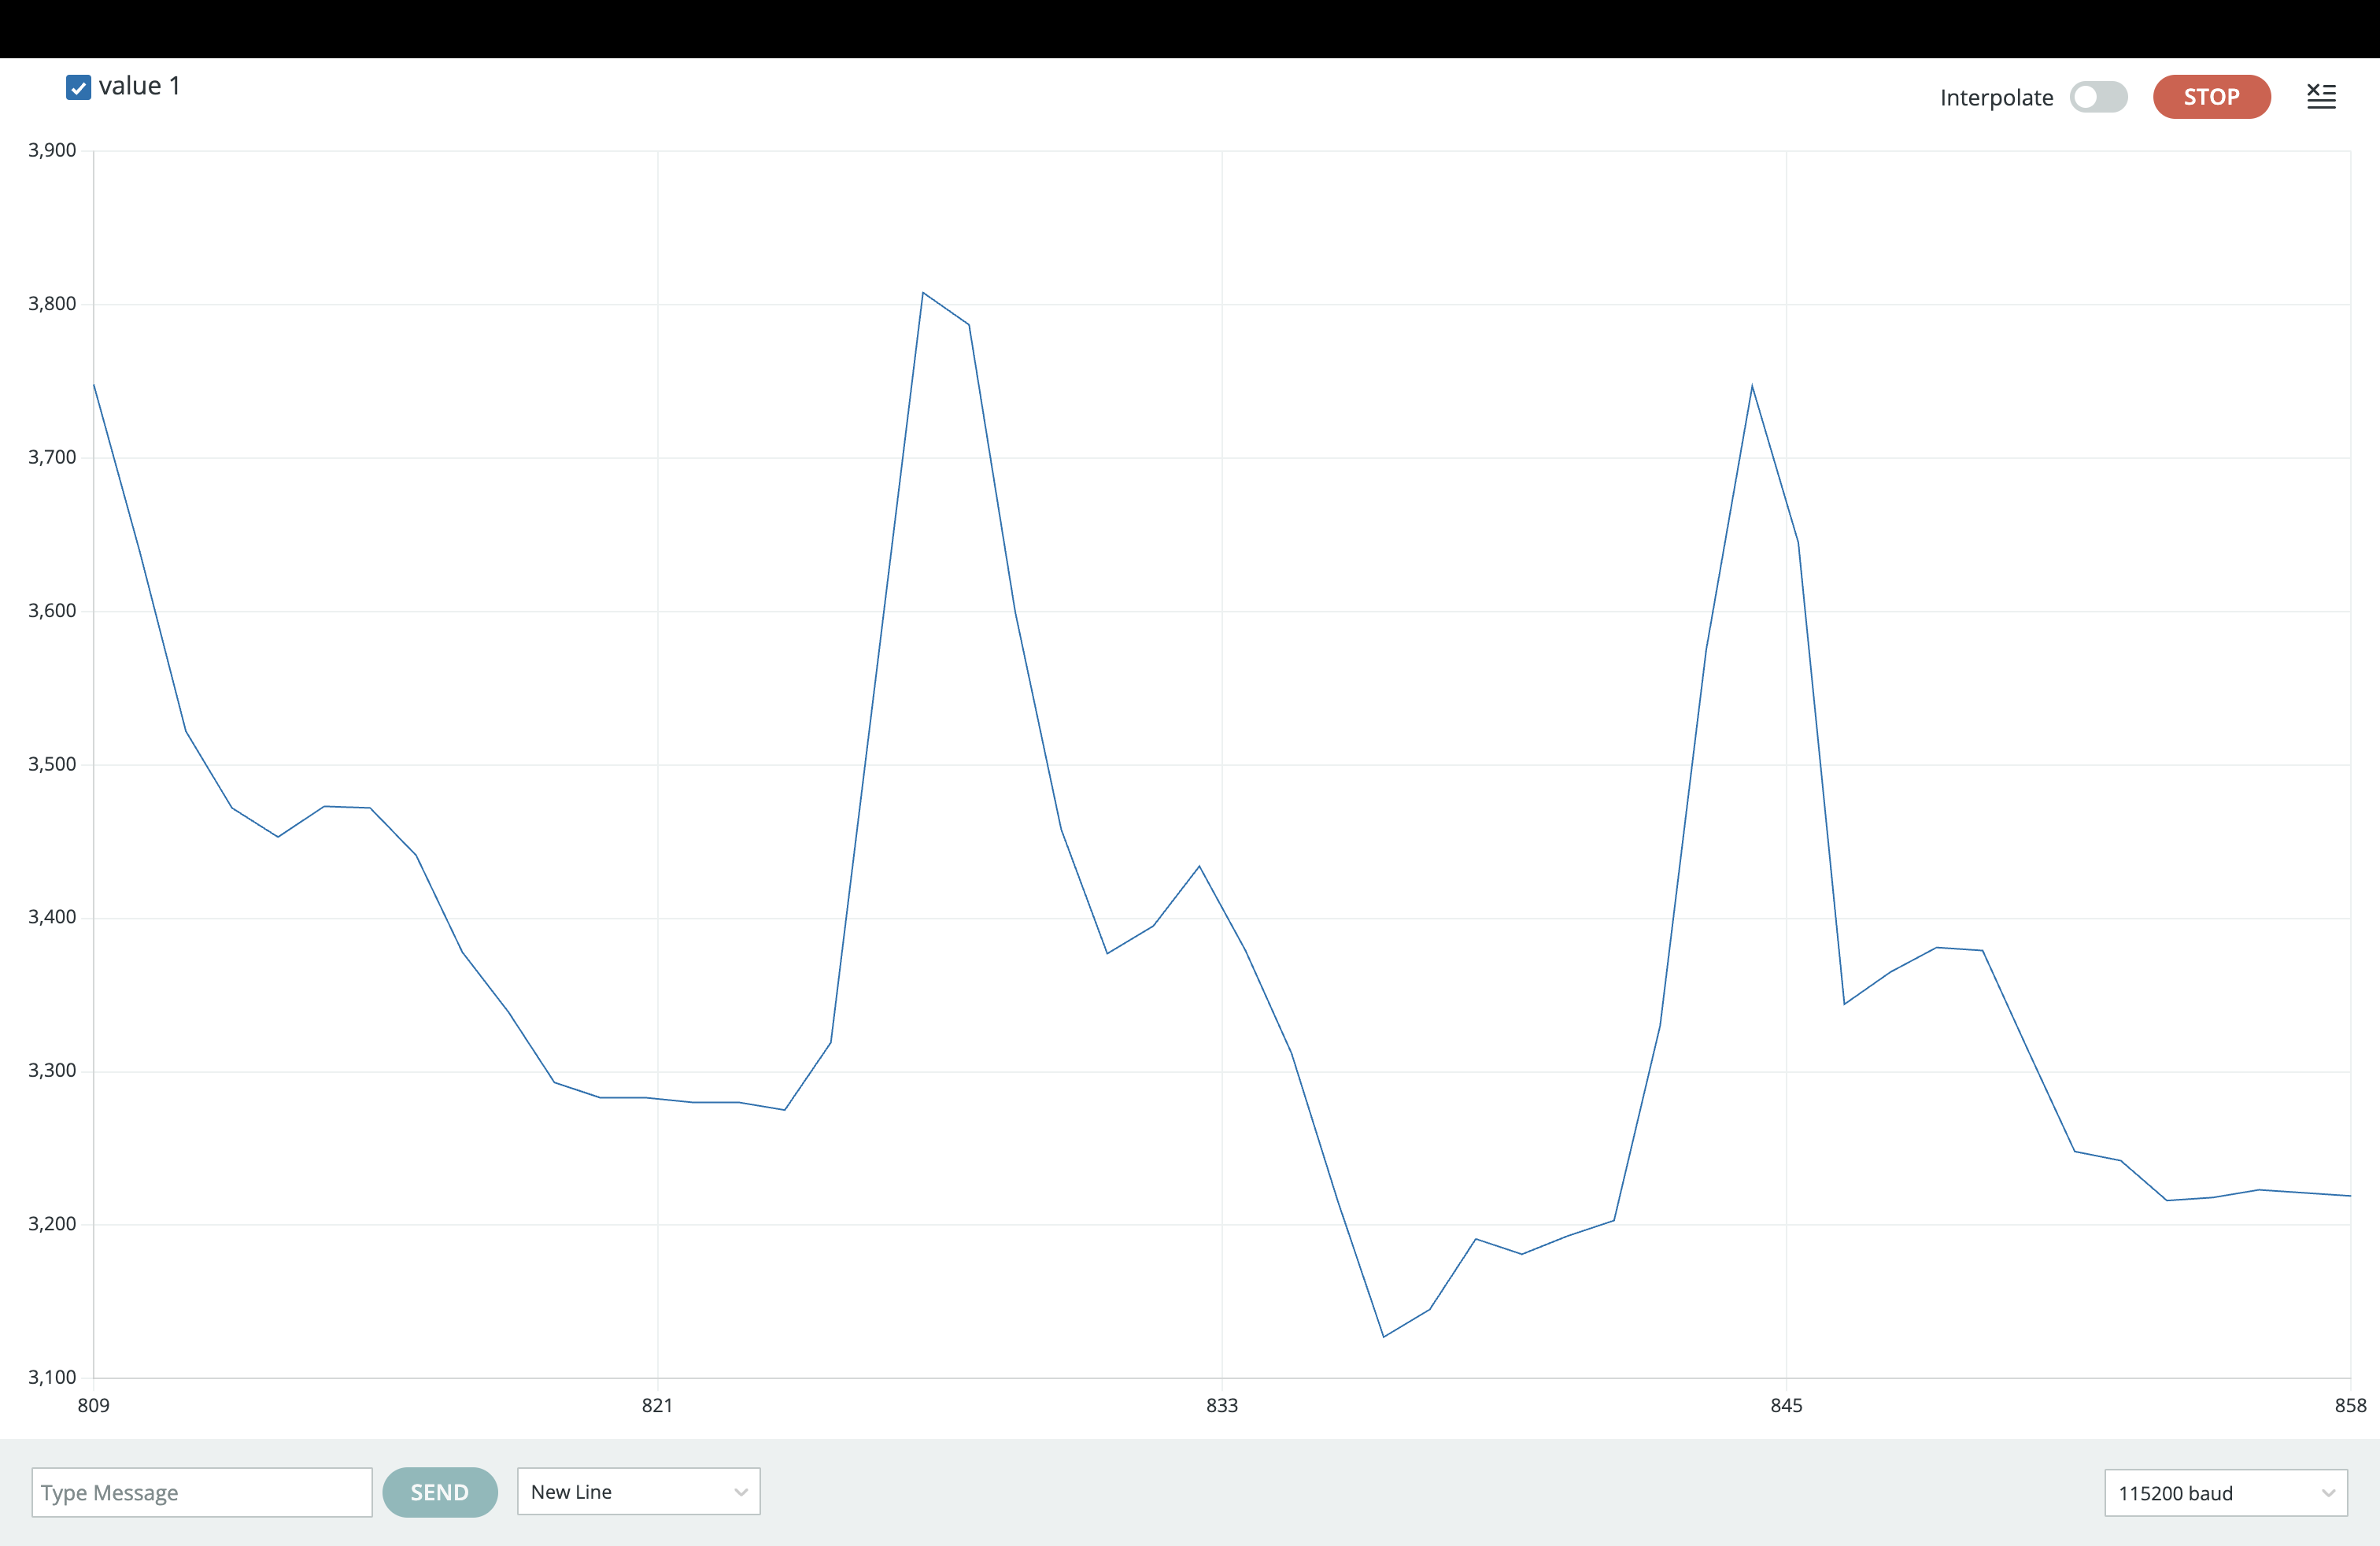 value 1
Interpolate
STOP
3,900
3,800
3,700
3,600
3,500
3,400
3,300
3,200
3,100
809 821 833 845 858
Type Message
SEND
New Line
115200 baud